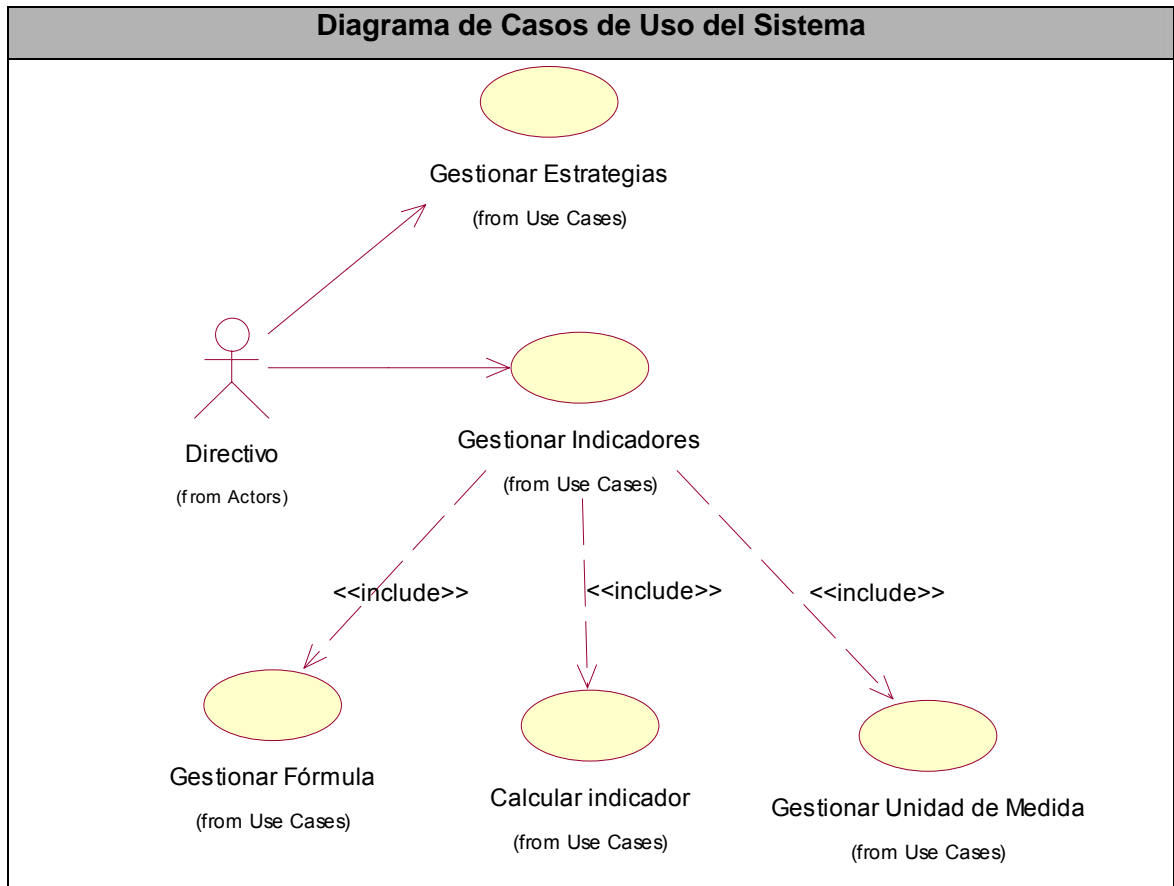 Diagrama de Casos de Uso del Sistema
Gestionar Estrategias
(from Use Cases)
Directivo
(from Actors)
Gestionar Indicadores
(from Use Cases)
<<include>>
<<include>>
<<include>>
Gestionar Fórmula
(from Use Cases)
Calcular indicador
(from Use Cases)
Gestionar Unidad de Medida
(from Use Cases)